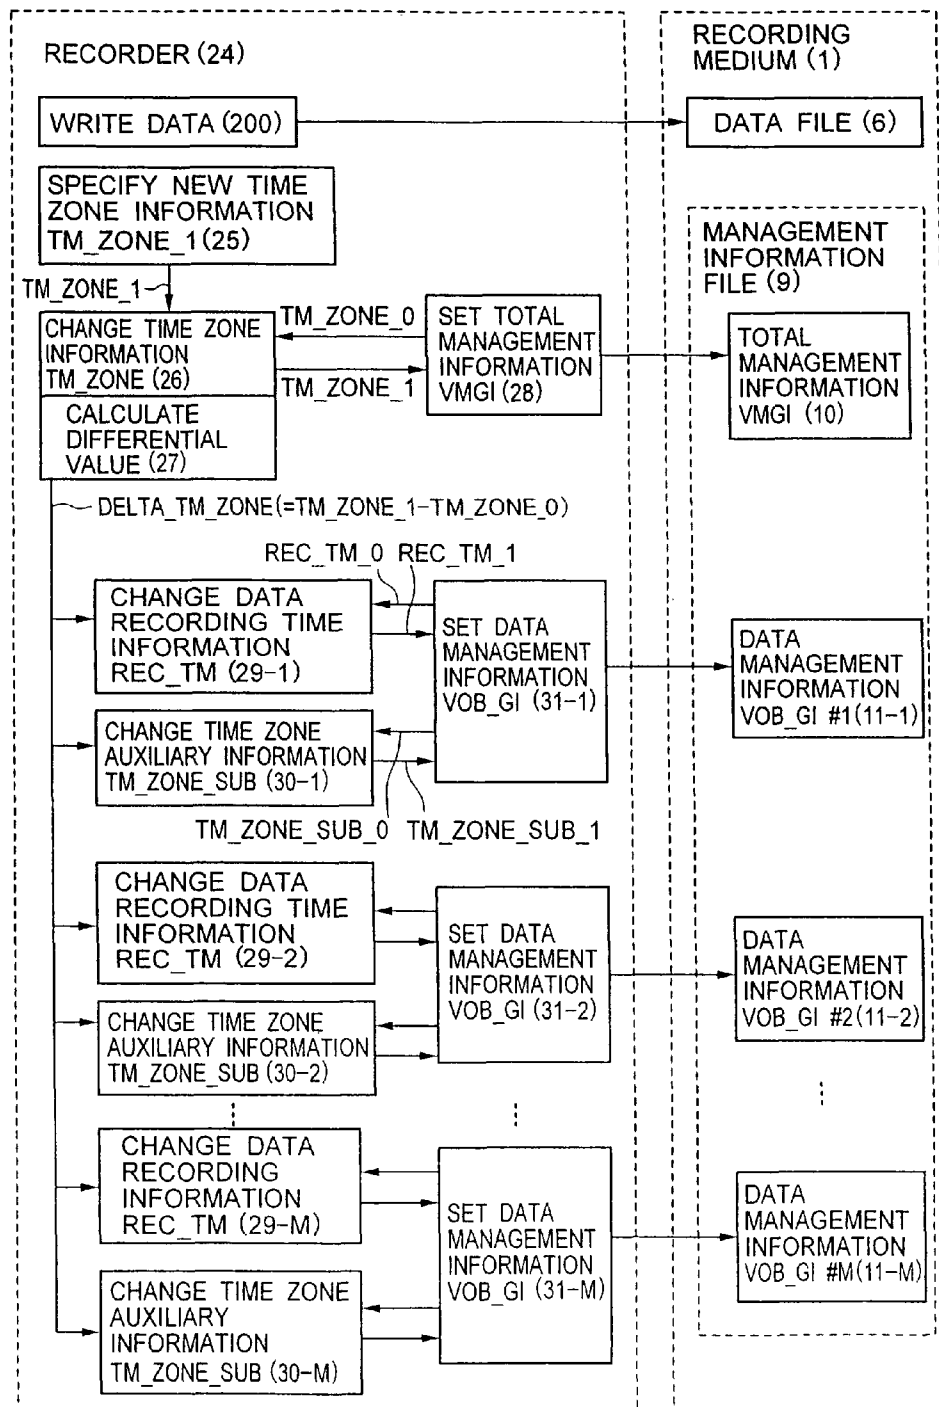 RECORDER (24)
RECORDING
MEDIUM (1)
WRITE DATA (200)
DATA FILE (6)
SPECIFY NEW TIME
ZONE INFORMATION
TM_ZONE_1 (25)
MANAGEMENT
INFORMATION
FILE (9)
TM_ZONE_1
CHANGE TIME ZONE
INFORMATION
TM_ZONE (26)
TM_ZONE_0
TM_ZONE_1
SET TOTAL
MANAGEMENT
INFORMATION
VMGI (28)
TOTAL
MANAGEMENT
INFORMATION
VMGI (10)
CALCULATE
DIFFERENTIAL
VALUE (27)
DELTA_TM_ZONE(=TM_ZONE_1-TM_ZONE_0)
REC_TM_0 REC_TM_1
CHANGE DATA
RECORDING TIME
INFORMATION
REC_TM (29-1)
SET DATA
MANAGEMENT
INFORMATION
VOB_GI (31-1)
DATA
MANAGEMENT
INFORMATION
VOB_GI #1(11-1)
CHANGE TIME ZONE
AUXILIARY INFORMATION
TM_ZONE_SUB (30-1)
TM_ZONE_SUB_0 TM_ZONE_SUB_1
CHANGE DATA
RECORDING TIME
INFORMATION
REC_TM (29-2)
SET DATA
MANAGEMENT
INFORMATION
VOB_GI (31-2)
DATA
MANAGEMENT
INFORMATION
VOB_GI #2(11-2)
CHANGE TIME ZONE
AUXILIARY INFORMATION
TM_ZONE_SUB (30-2)
CHANGE DATA
RECORDING
INFORMATION
REC_TM (29-M)
SET DATA
MANAGEMENT
INFORMATION
VOB_GI (31-M)
DATA
MANAGEMENT
INFORMATION
VOB_GI #M(11-M)
CHANGE TIME ZONE
AUXILIARY
INFORMATION
TM_ZONE_SUB (30-M)